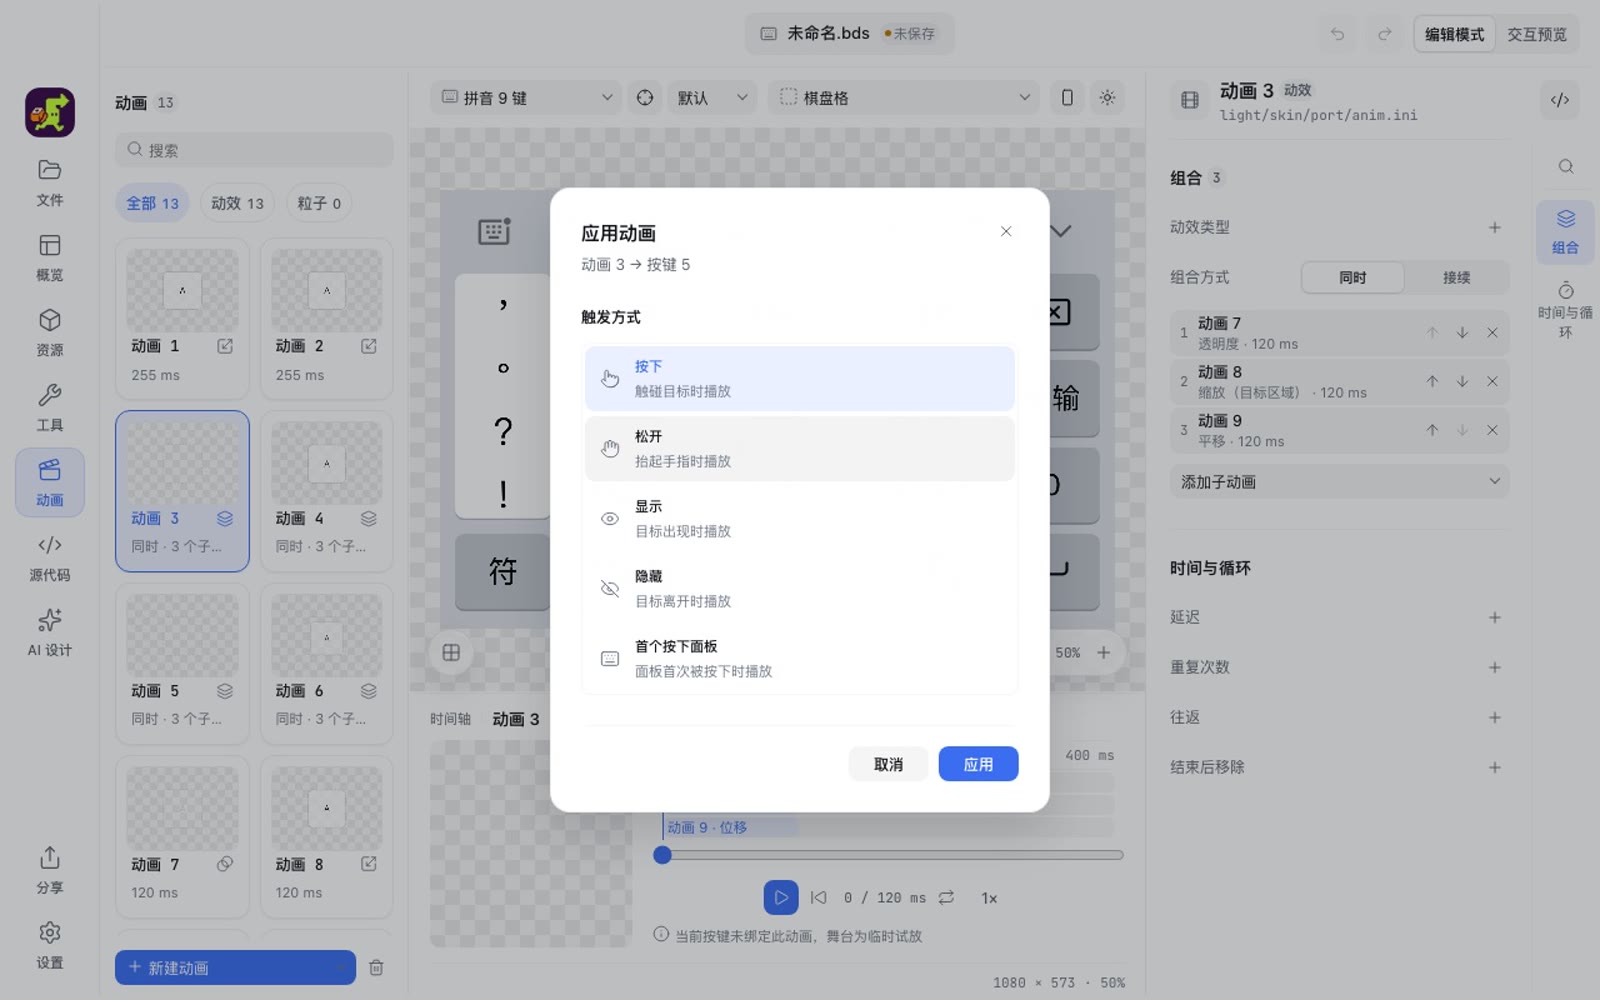 未命名.bds
未保存
编辑模式
交互预览
文件
概览
资源
工具
动画
源代码
AI 设计
分享
设置
动画 13
搜索
全部 13
动效 13
粒子 0
动画 1
255 ms
动画 2
255 ms
动画 3
同时 · 3 个子...
动画 4
同时 · 3 个子...
动画 5
同时 · 3 个子...
动画 6
同时 · 3 个子...
动画 7
120 ms
动画 8
120 ms
新建动画
拼音 9 键
默认
棋盘格
,
。
?
!
符
输
50%
应用动画
动画 3 → 按键 5
触发方式
按下
触碰目标时播放
松开
抬起手指时播放
显示
目标出现时播放
隐藏
目标离开时播放
首个按下面板
面板首次被按下时播放
取消
应用
时间轴
动画 3
400 ms
动画 9 · 位移
0 / 120 ms
1x
当前按键未绑定此动画，舞台为临时试放
1080 × 573 · 50%
动画 3 动效
light/skin/port/anim.ini
组合 3
动效类型
组合方式
同时
接续
1
动画 7
透明度 · 120 ms
2
动画 8
缩放（目标区域） · 120 ms
3
动画 9
平移 · 120 ms
添加子动画
时间与循环
延迟
重复次数
往返
结束后移除
组合
时间与循
环